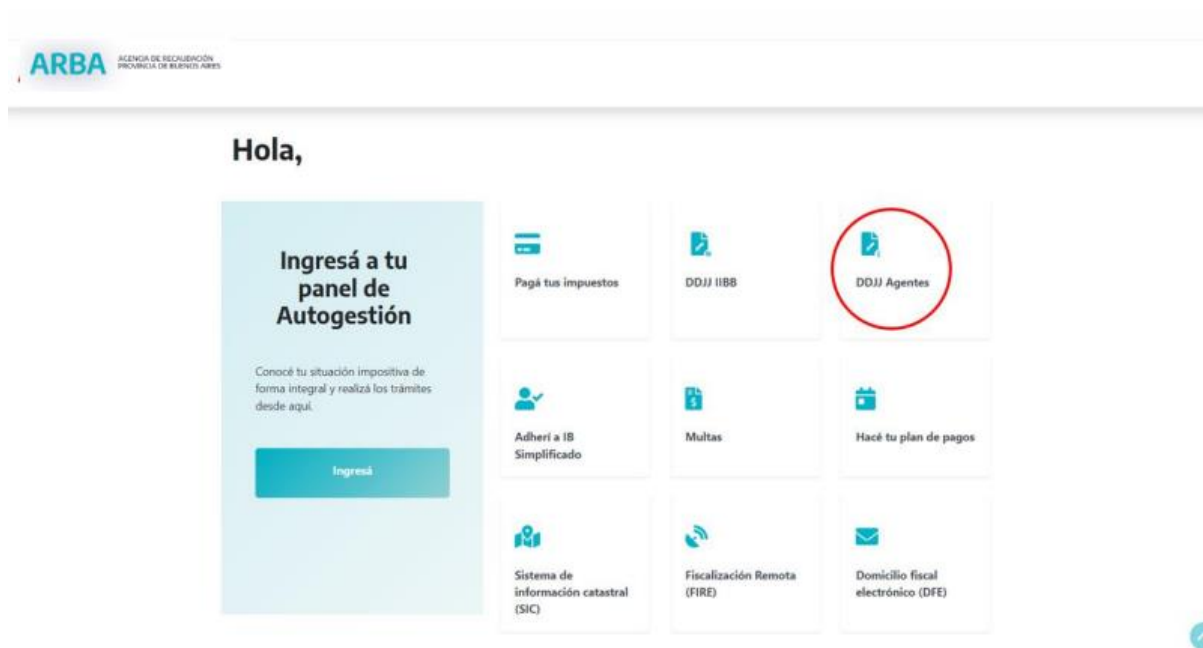 ARBA
AGENCIA DE RECAUDACIÓN
PROVINCIA DE BUENOS AIRES
Hola,
Ingresá a tu
panel de
Autogestión
Conocé tu situación impositiva de
forma integral y realizá los trámites
desde aquí.
Ingresá
Pagá tus impuestos
DDJJ IIBB
DDJJ Agentes
Adherí a IB
Simplificado
Multas
Hacé tu plan de pagos
Sistema de
información catastral
(SIC)
Fiscalización Remota
(FIRE)
Domicilio fiscal
electrónico (DFE)